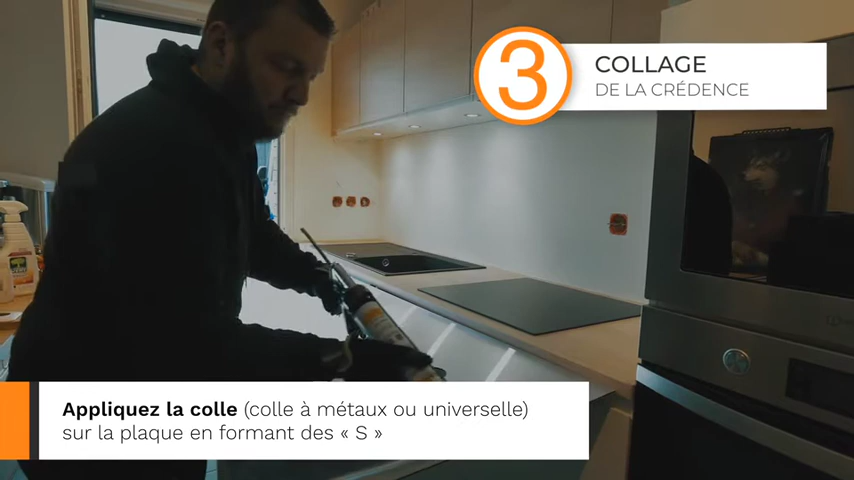 3
COLLAGE
DE LA CRÉDENCE
Appliquez la colle (colle à métaux ou universelle)
sur la plaque en formant des « S »